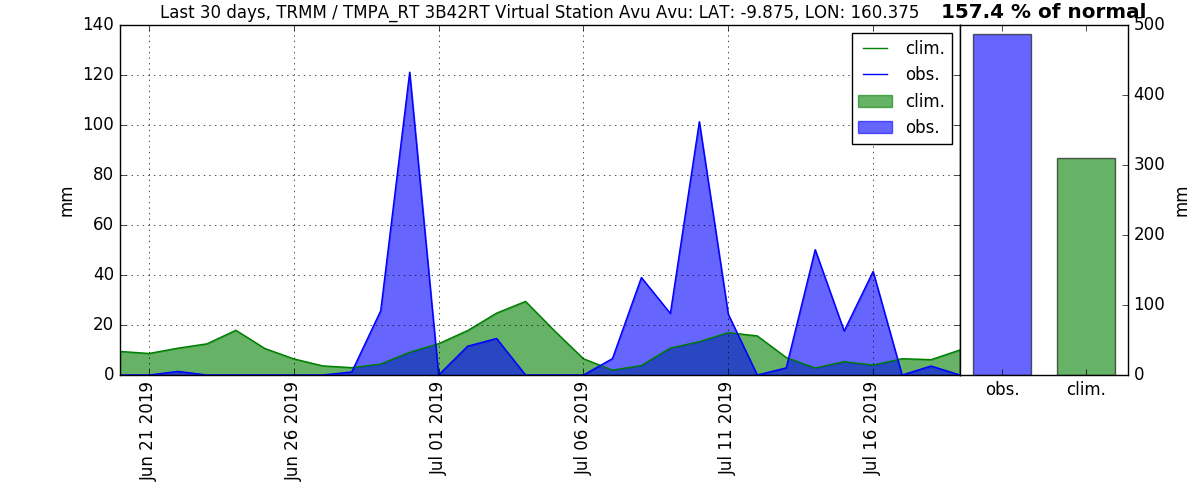 Last 30 days, TRMM / TMPA_RT 3B42RT Virtual Station Avu Avu: LAT: -9.875, LON: 160.375
157.4 % of normal
140
120
100
80
60
40
20
0
mm
clim.
obs.
clim.
obs.
Jun 21 2019
Jun 26 2019
Jul 01 2019
Jul 06 2019
Jul 11 2019
Jul 16 2019
500
400
300
200
100
0
mm
obs.
clim.